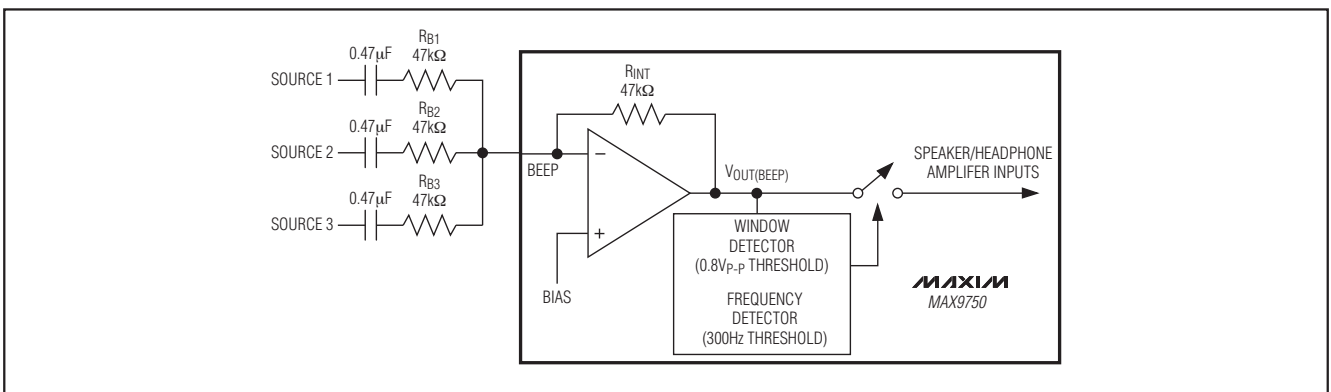 RB1
0.47μF 47kΩ
SOURCE 1
RB2
0.47μF 47kΩ
SOURCE 2
RB3
0.47μF 47kΩ
SOURCE 3
RINT
47kΩ
BEEP
−
+
BIAS
VOUT(BEEP)
SPEAKER/HEADPHONE
AMPLIFER INPUTS
WINDOW
DETECTOR
(0.8VP-P THRESHOLD)
FREQUENCY
DETECTOR
(300Hz THRESHOLD)
MAXIM
MAX9750